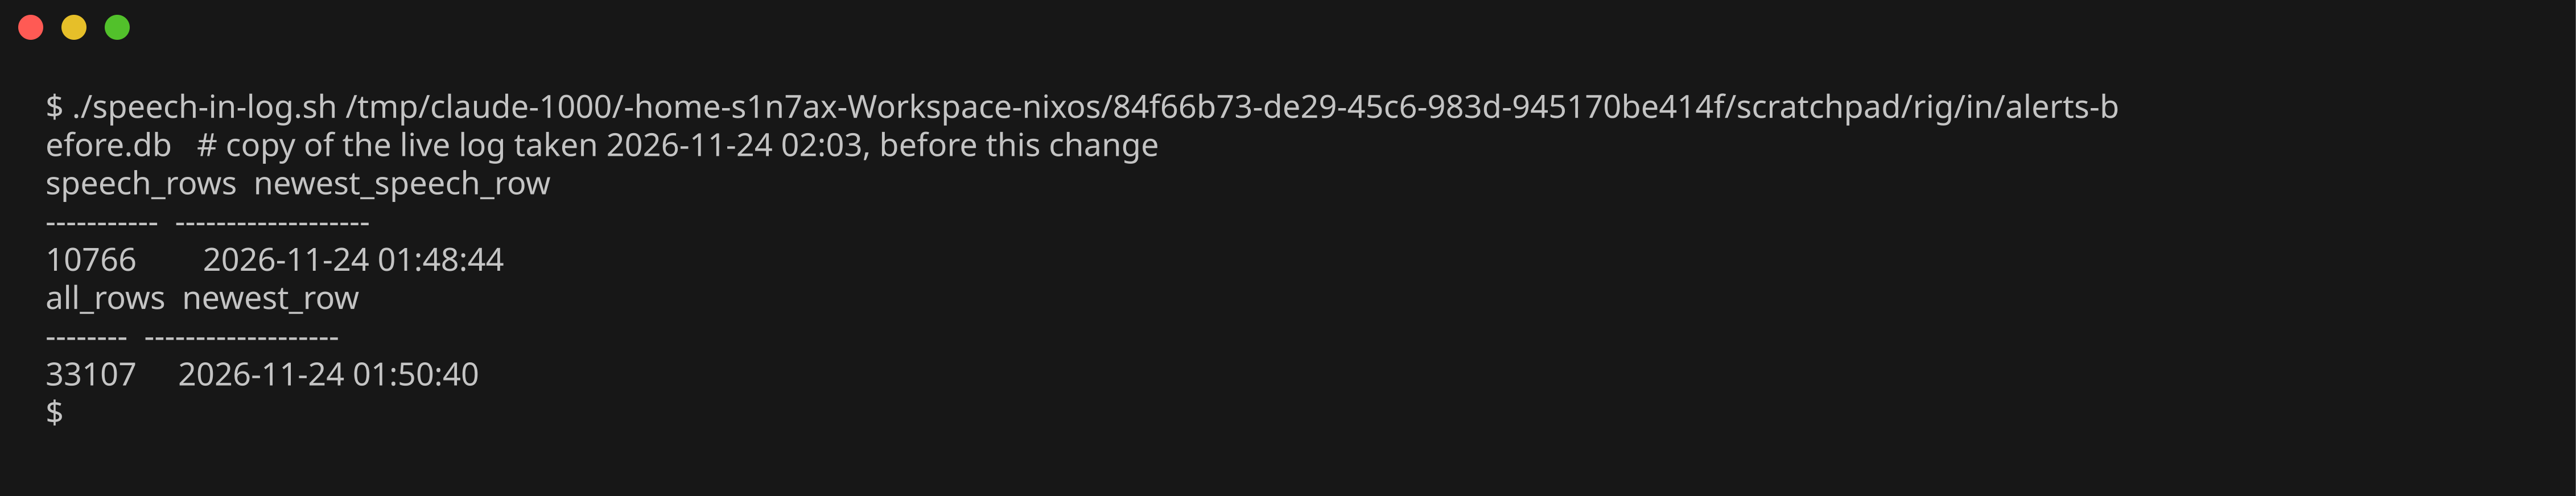 $ ./speech-in-log.sh /tmp/claude-1000/-home-s1n7ax-Workspace-nixos/84f66b73-de29-45c6-983d-945170be414f/scratchpad/rig/in/alerts-b
efore.db   # copy of the live log taken 2026-11-24 02:03, before this change
speech_rows  newest_speech_row
-----------  -------------------
10766        2026-11-24 01:48:44
all_rows  newest_row
--------  -------------------
33107     2026-11-24 01:50:40
$